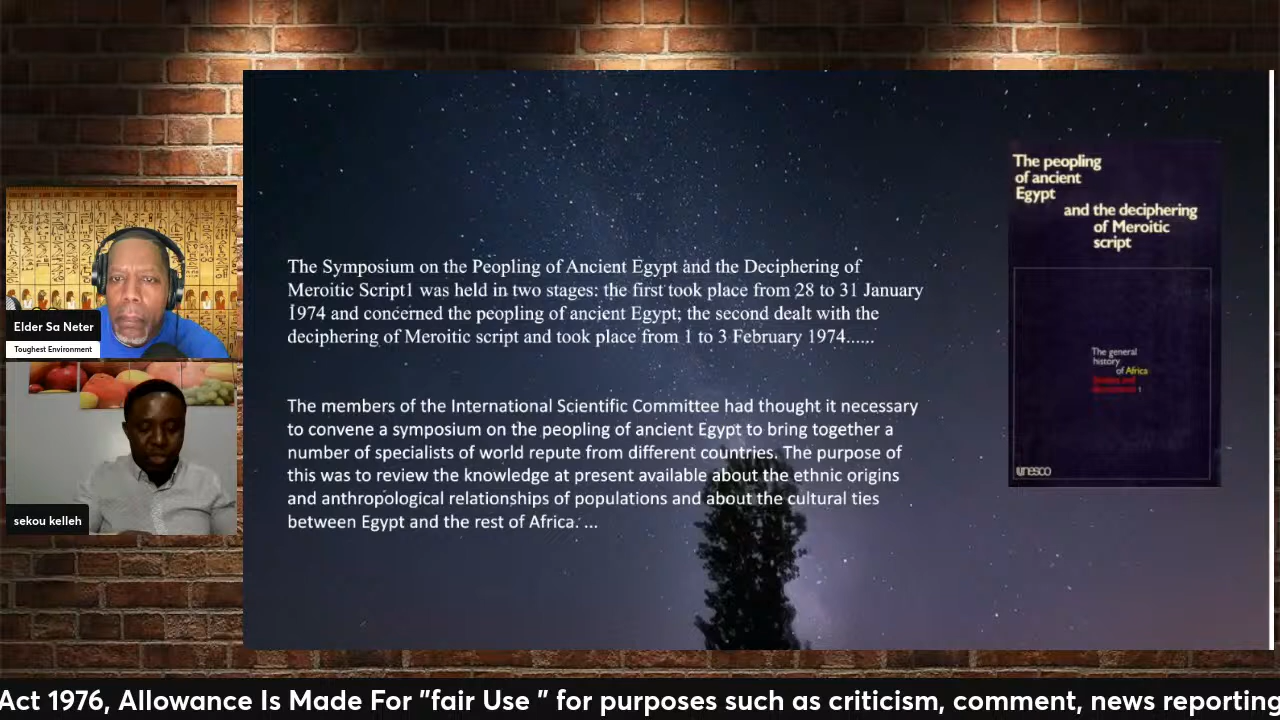 The Symposium on the Peopling of Ancient Egypt and the Deciphering of
Meroitic Script1 was held in two stages: the first took place from 28 to 31 January
1974 and concerned the peopling of ancient Egypt; the second dealt with the
deciphering of Meroitic script and took place from 1 to 3 February 1974......
The members of the International Scientific Committee had thought it necessary
to convene a symposium on the peopling of ancient Egypt to bring together a
number of specialists of world repute from different countries. The purpose of
this was to review the knowledge at present available about the ethnic origins
and anthropological relationships of populations and about the cultural ties
between Egypt and the rest of Africa. ...
The peopling
of ancient
Egypt
and the deciphering
of Meroitic
script
The general
history
of Africa
1
unesco
Elder Sa Neter
Toughest Environment
sekou kelleh
Act 1976, Allowance Is Made For "fair Use " for purposes such as criticism, comment, news reporting